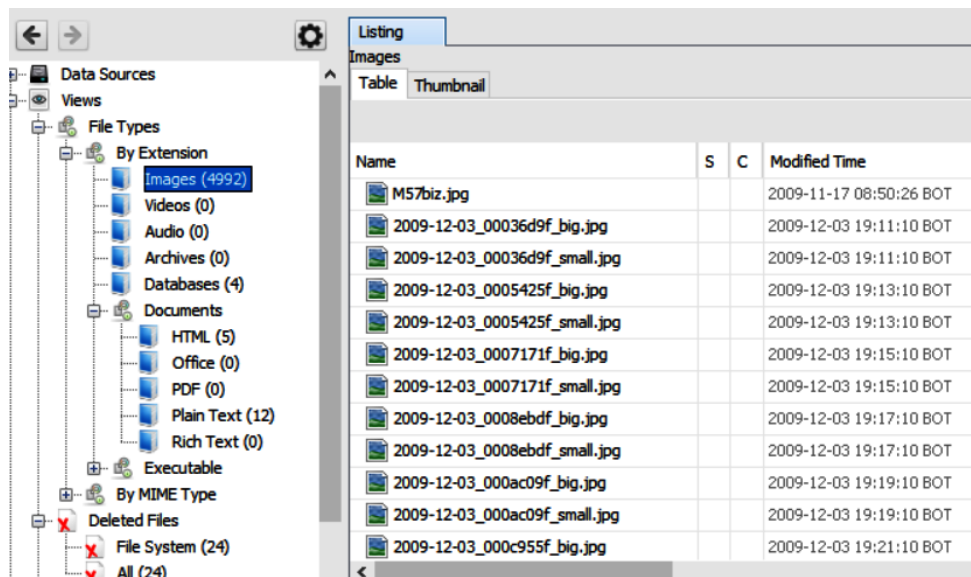 Data Sources
Views
File Types
By Extension
Images (4992)
Videos (0)
Audio (0)
Archives (0)
Databases (4)
Documents
HTML (5)
Office (0)
PDF (0)
Plain Text (12)
Rich Text (0)
Executable
By MIME Type
Deleted Files
File System (24)
All (24)
Listing
Images
Table Thumbnail
Name S C Modified Time
M57biz.jpg 2009-11-17 08:50:26 BOT
2009-12-03_00036d9f_big.jpg 2009-12-03 19:11:10 BOT
2009-12-03_00036d9f_small.jpg 2009-12-03 19:11:10 BOT
2009-12-03_0005425f_big.jpg 2009-12-03 19:13:10 BOT
2009-12-03_0005425f_small.jpg 2009-12-03 19:13:10 BOT
2009-12-03_0007171f_big.jpg 2009-12-03 19:15:10 BOT
2009-12-03_0007171f_small.jpg 2009-12-03 19:15:10 BOT
2009-12-03_0008ebdf_big.jpg 2009-12-03 19:17:10 BOT
2009-12-03_0008ebdf_small.jpg 2009-12-03 19:17:10 BOT
2009-12-03_000ac09f_big.jpg 2009-12-03 19:19:10 BOT
2009-12-03_000ac09f_small.jpg 2009-12-03 19:19:10 BOT
2009-12-03_000c955f_big.jpg 2009-12-03 19:21:10 BOT